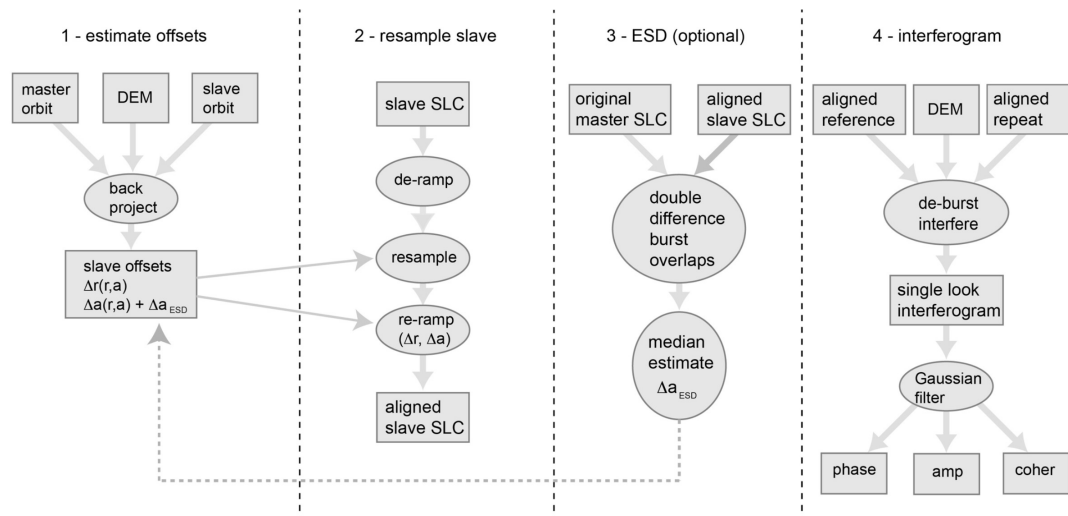 1 - estimate offsets
master
orbit
DEM
slave
orbit
back
project
slave offsets
Δr(r,a)
Δa(r,a) + Δa ESD
2 - resample slave
slave SLC
de-ramp
resample
re-ramp
(Δr, Δa)
aligned
slave SLC
3 - ESD (optional)
original
master SLC
aligned
slave SLC
double
difference
burst
overlaps
median
estimate
Δa ESD
4 - interferogram
aligned
reference
DEM
aligned
repeat
de-burst
interfere
single look
interferogram
Gaussian
filter
phase
amp
coher